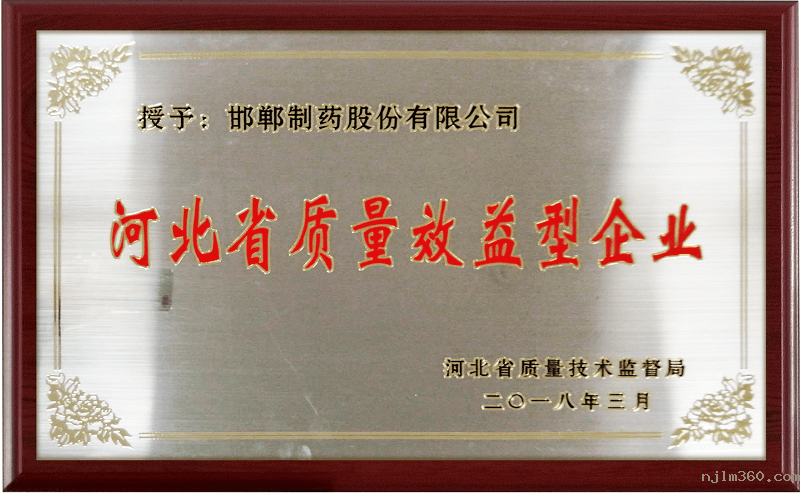 授予：邯郸制药股份有限公司
河北省质量效益型企业
河北省质量技术监督局
二〇一八年三月
njlm360.com